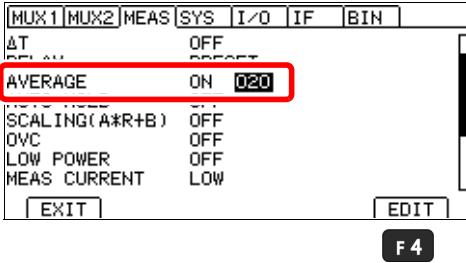 MUX1 MUX2 MEAS SYS I/O IF BIN
ΔT OFF
AVERAGE ON 020
SCALING(A*R+B) OFF
OVC OFF
LOW POWER OFF
MEAS CURRENT LOW
EXIT EDIT
F4